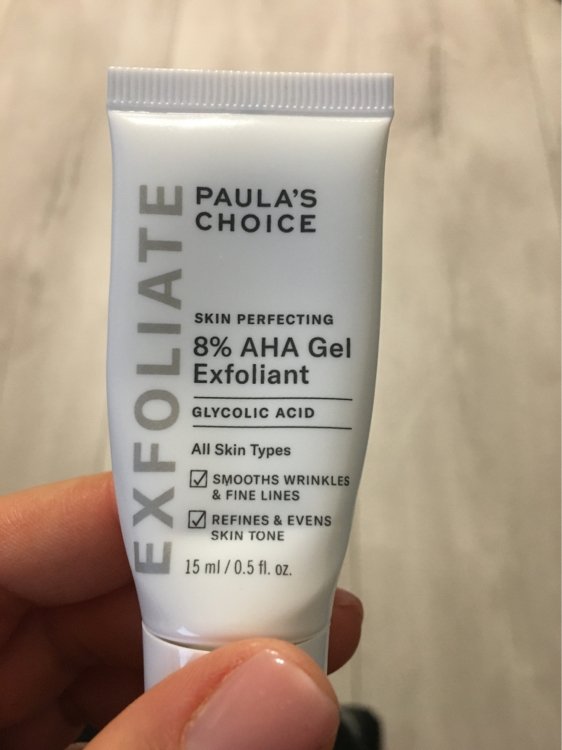 EXFOLIATE
PAULA'S
CHOICE
SKIN PERFECTING
8% AHA Gel
Exfoliant
GLYCOLIC ACID
All Skin Types
SMOOTHS WRINKLES
& FINE LINES
REFINES & EVENS
SKIN TONE
15 ml / 0.5 fl. oz.